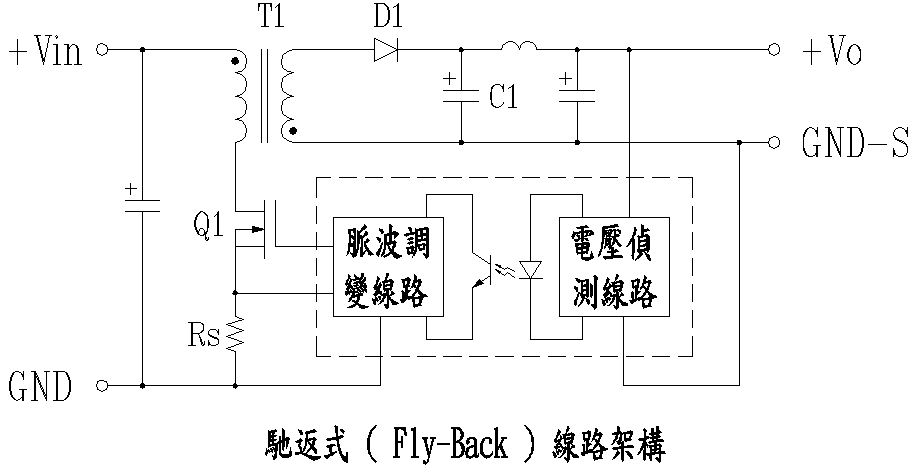 T1
D1
+Vin
+Vo
C1
GND-S
Q1
脈波調
變線路
電壓偵
測線路
Rs
GND
馳返式 ( Fly-Back ) 線路架構